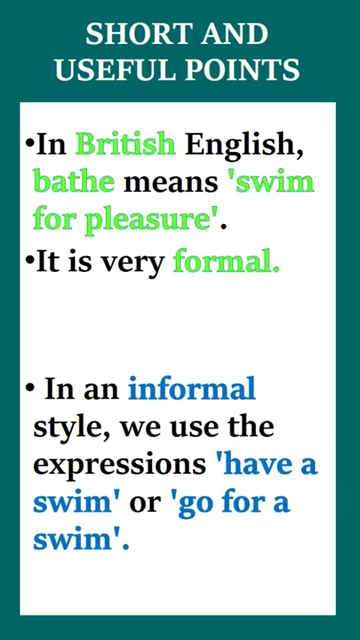 SHORT AND
USEFUL POINTS
•In British English,
bathe means 'swim
for pleasure'.
•It is very formal.
• In an informal
style, we use the
expressions 'have a
swim' or 'go for a
swim'.